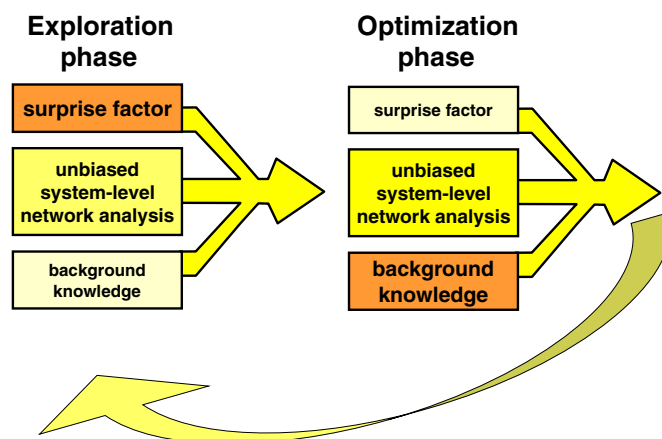 Exploration
phase
surprise factor
unbiased
system-level
network analysis
background
knowledge
Optimization
phase
surprise factor
unbiased
system-level
network analysis
background
knowledge